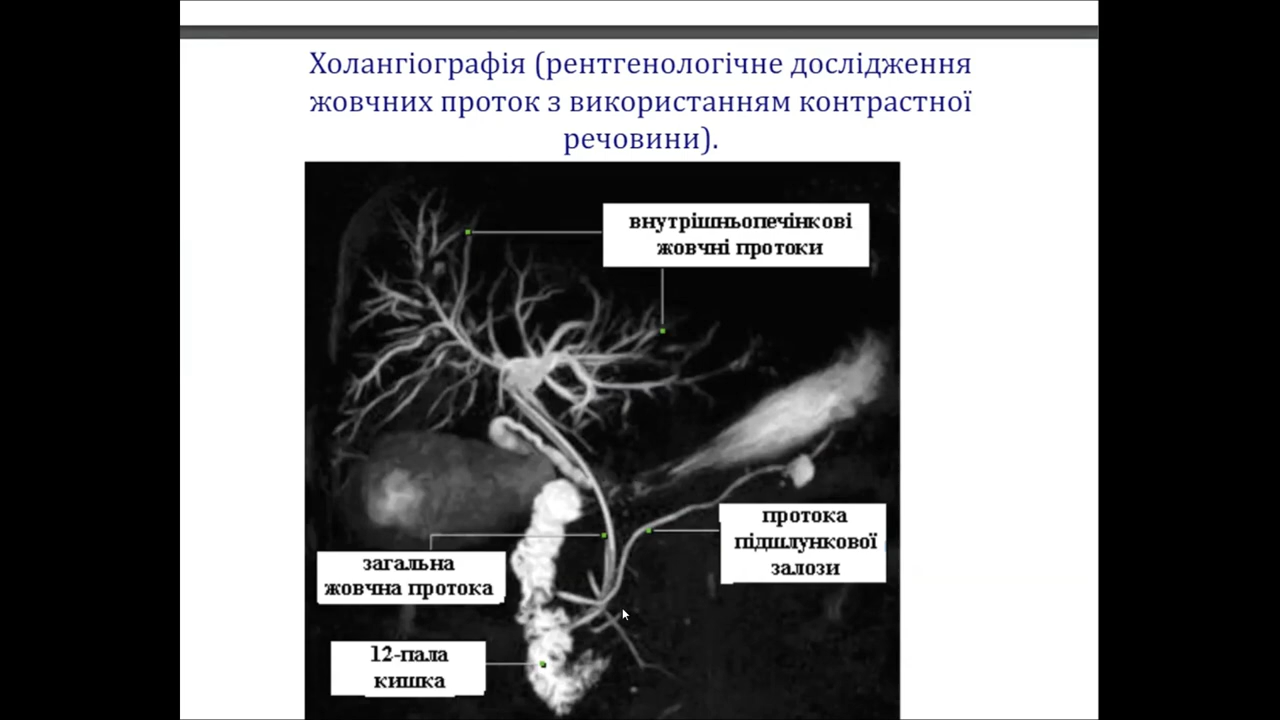 Холангіографія (рентгенологічне дослідження
жовчних проток з використанням контрастної
речовини).
внутрішньопечінкові
жовчні протоки
протока
підшлункової
залози
загальна
жовчна протока
12-пала
кишка